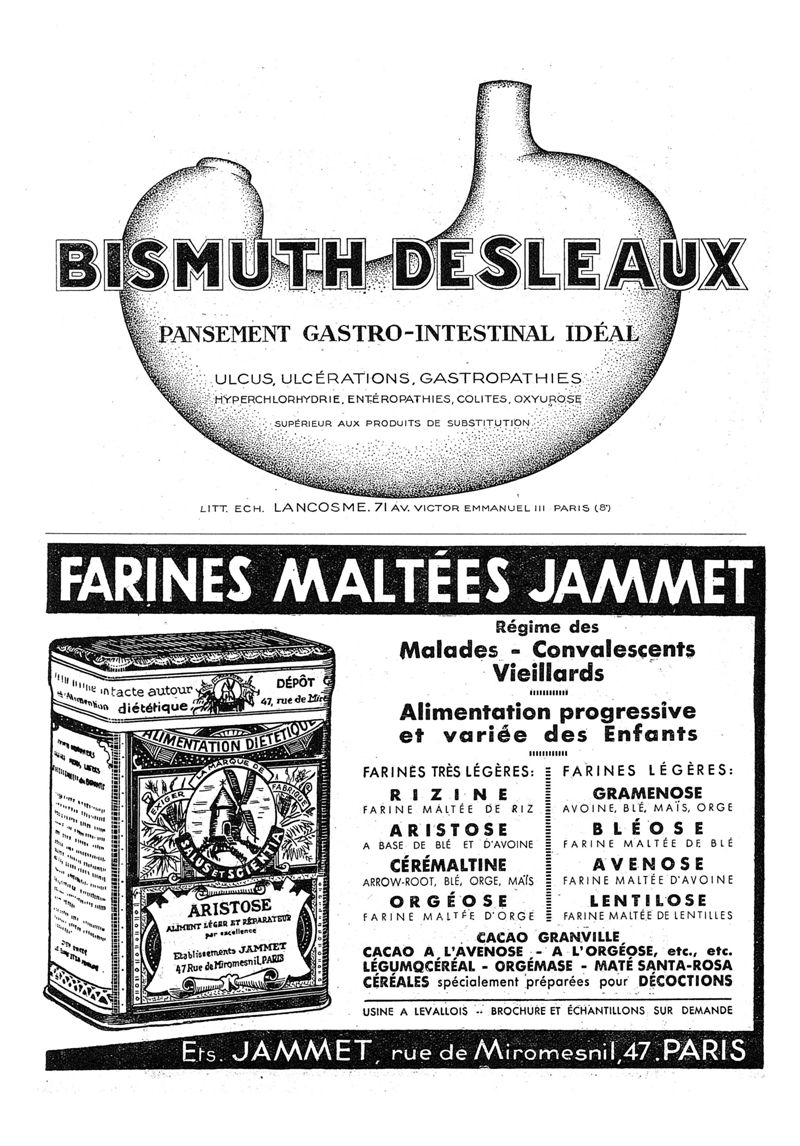 BISMUTH DESLEAUX
PANSEMENT GASTRO-INTESTINAL IDÉAL
ULCUS, ULCÉRATIONS, GASTROPATHIES
HYPERCHLORHYDRIE, ENTÉROPATHIES, COLITES, OXYUROSE
SUPÉRIEUR AUX PRODUITS DE SUBSTITUTION
LITT. ECH. LANCOSME. 71 AV. VICTOR EMMANUEL III PARIS (8e)
FARINES MALTÉES JAMMET
intacte autour
diététique
DÉPÔT
47, rue de Miro
ALIMENTATION DIÉTÉTIQUE
EXIGER LA MARQUE DE FABRIQUE
SALUS ET SCIENTIA
ARISTOSE
ALIMENT LÉGER ET RÉPARATEUR
par excellence
Etablissements JAMMET
47 Rue de Miromesnil, PARIS
Régime des
Malades - Convalescents
Vieillards
Alimentation progressive
et variée des Enfants
FARINES TRÈS LÉGÈRES:
RIZINE
FARINE MALTÉE DE RIZ
ARISTOSE
A BASE DE BLÉ ET D'AVOINE
CÉRÉMALTINE
ARROW-ROOT, BLÉ, ORGE, MAÏS
ORGÉOSE
FARINE MALTÉE D'ORGE
FARINES LÉGÈRES:
GRAMENOSE
AVOINE, BLÉ, MAÏS, ORGE
BLÉOSE
FARINE MALTÉE DE BLÉ
AVENOSE
FARINE MALTÉE D'AVOINE
LENTILOSE
FARINE MALTÉE DE LENTILLES
CACAO GRANVILLE
CACAO A L'AVENOSE - A L'ORGÉOSE, etc., etc.
LÉGUMOCÉRÉAL - ORGÉMASE - MATÉ SANTA-ROSA
CÉRÉALES spécialement préparées pour DÉCOCTIONS
USINE A LEVALLOIS -- BROCHURE ET ÉCHANTILLONS SUR DEMANDE
Ets. JAMMET, rue de Miromesnil, 47. PARIS